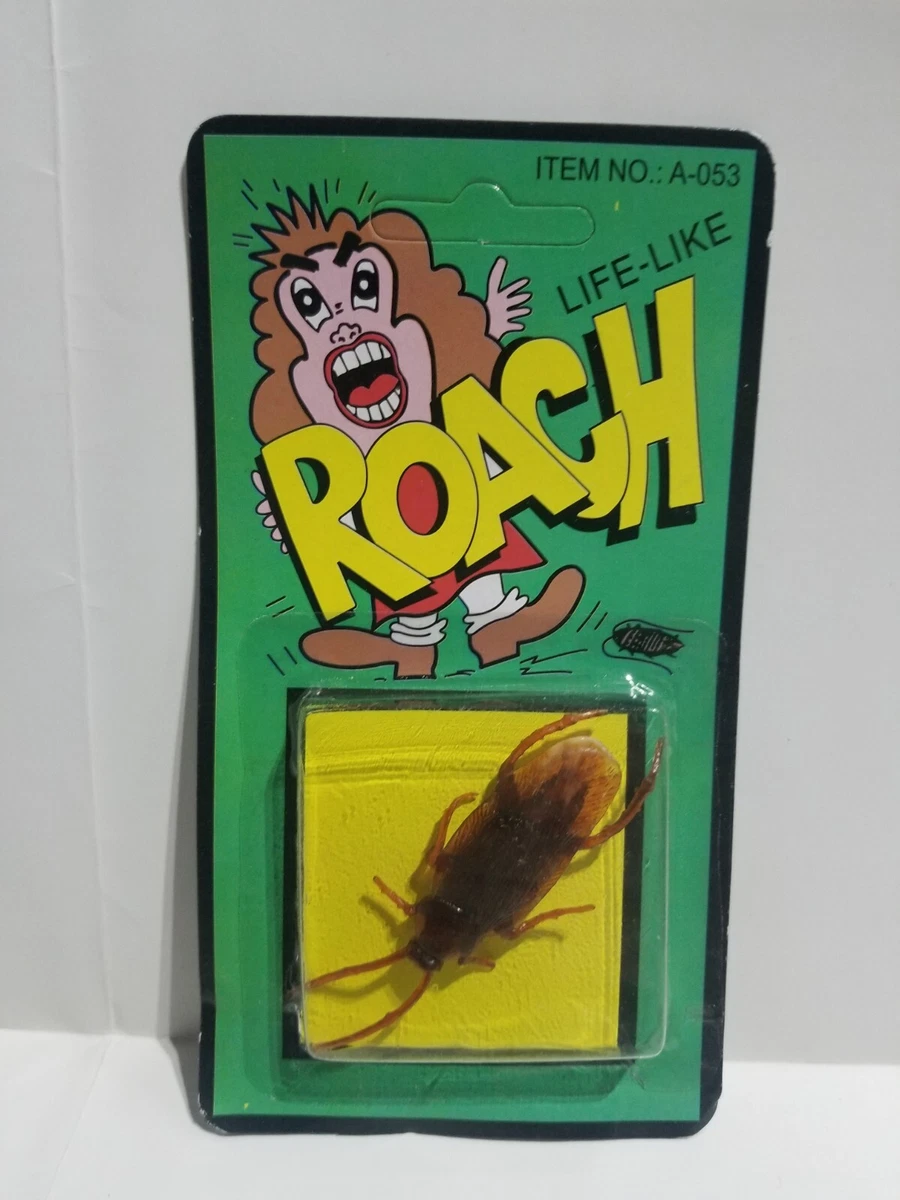 ITEM NO.: A-053
LIFE-LIKE
ROACH